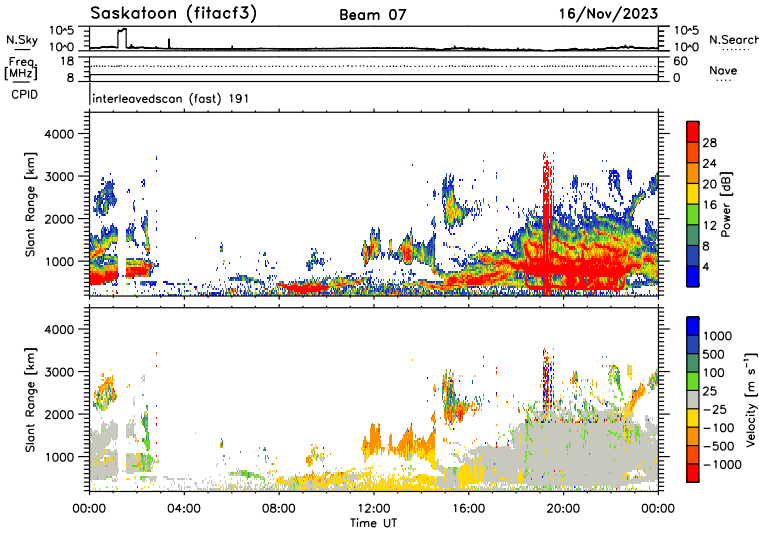 Saskatoon (fitacf3) Beam 07 16/Nov/2023
N.Sky 10^5 10^0 10^5 10^0 N.Search
Freq. [MHz] 18 8 60 0 Nave
CPID interleavedscan (fast) 191
Slant Range [km]
4000
3000
2000
1000
28
24
20
16
12
8
4
Power [dB]
Slant Range [km]
4000
3000
2000
1000
1000
500
100
25
−25
−100
−500
−1000
Velocity [m s⁻¹]
00:00 04:00 08:00 12:00 16:00 20:00 00:00
Time UT